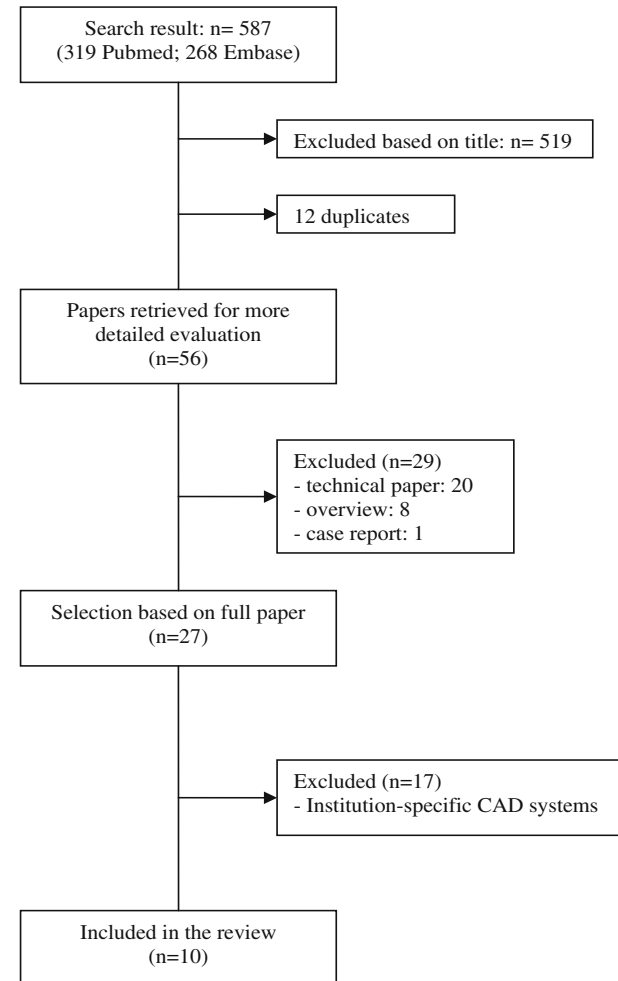 Search result: n= 587
(319 Pubmed; 268 Embase)
Excluded based on title: n= 519
12 duplicates
Papers retrieved for more
detailed evaluation
(n=56)
Excluded (n=29)
- technical paper: 20
- overview: 8
- case report: 1
Selection based on full paper
(n=27)
Excluded (n=17)
- Institution-specific CAD systems
Included in the review
(n=10)